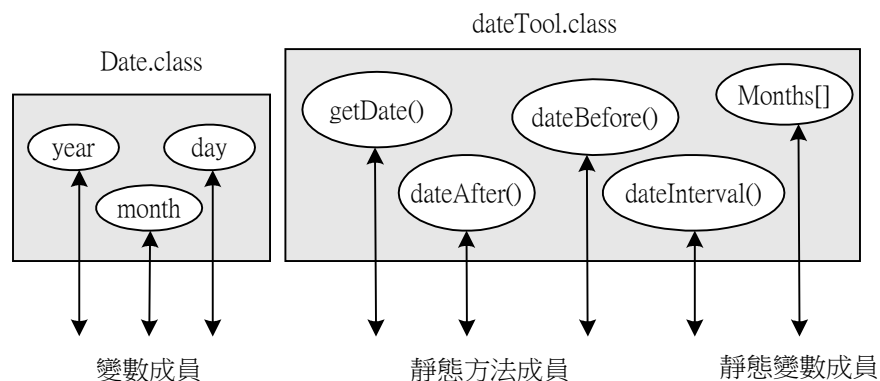 dateTool.class
Date.class
getDate()
dateBefore()
Months[]
year
day
month
dateAfter()
dateInterval()
變數成員
靜態方法成員
靜態變數成員